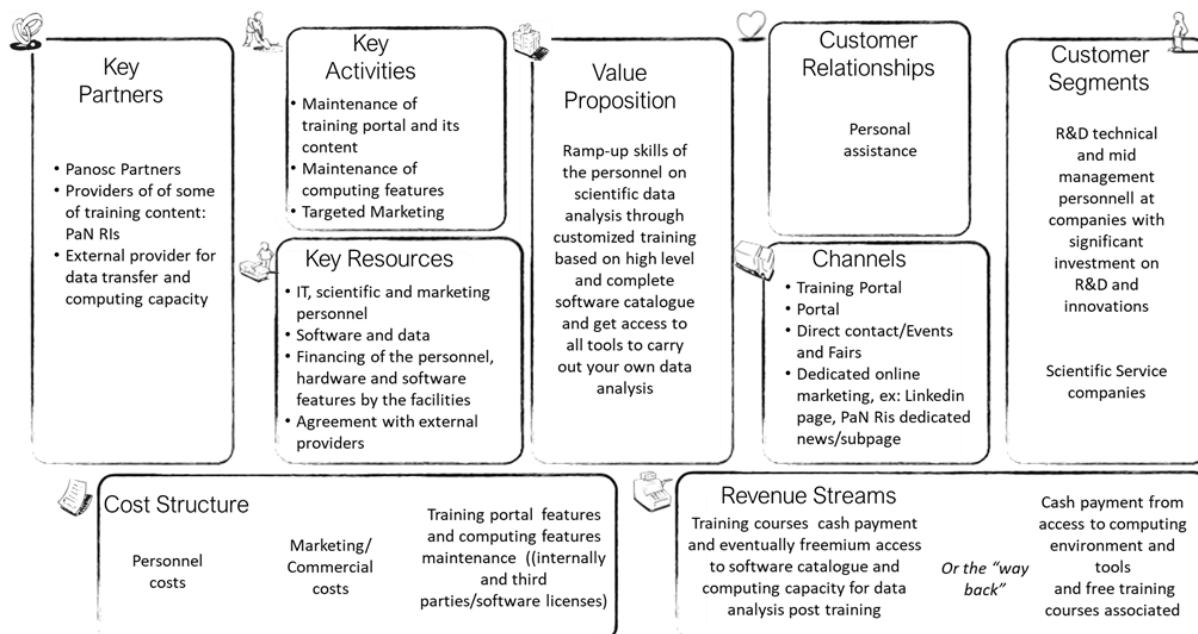 Key
Partners
• Panosc Partners
• Providers of of some
of training content:
PaN RIs
• External provider for
data transfer and
computing capacity
Key
Activities
• Maintenance of
training portal and its
content
• Maintenance of
computing features
• Targeted Marketing
Key Resources
• IT, scientific and marketing
personnel
• Software and data
• Financing of the personnel,
hardware and software
features by the facilities
• Agreement with external
providers
Value
Proposition
Ramp-up skills of
the personnel on
scientific data
analysis through
customized training
based on high level
and complete
software catalogue
and get access to
all tools to carry
out your own data
analysis
Customer
Relationships
Personal
assistance
Channels
• Training Portal
• Portal
• Direct contact/Events
and Fairs
• Dedicated online
marketing, ex: Linkedin
page, PaN Ris dedicated
news/subpage
Customer
Segments
R&D technical
and mid
management
personnell at
companies with
significant
investment on
R&D and
innovations
Scientific Service
companies
Cost Structure
Personnel
costs
Marketing/
Commercial
costs
Training portal features
and computing features
maintenance ((internally
and third
parties/software licenses)
Revenue Streams
Training courses cash payment
and eventually freemium access
to software catalogue and
computing capacity for data
analysis post training
Or the “way
back”
Cash payment from
access to computing
environment and
tools
and free training
courses associated